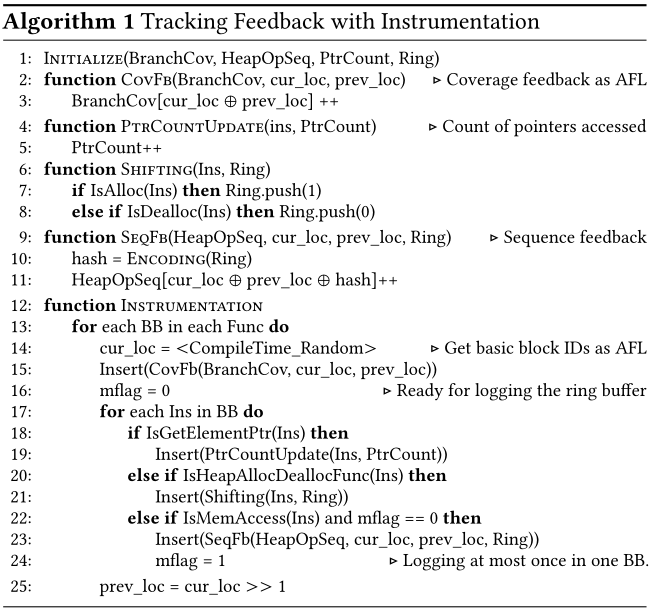 Algorithm 1 Tracking Feedback with Instrumentation
1: INITIALIZE(BranchCov, HeapOpSeq, PtrCount, Ring)
2: function COVFB(BranchCov, cur_loc, prev_loc) ▹ Coverage feedback as AFL
3: BranchCov[cur_loc ⊕ prev_loc] ++
4: function PTRCOUNTUPDATE(ins, PtrCount) ▹ Count of pointers accessed
5: PtrCount++
6: function SHIFTING(Ins, Ring)
7: if IsAlloc(Ins) then Ring.push(1)
8: else if IsDealloc(Ins) then Ring.push(0)
9: function SEQFB(HeapOpSeq, cur_loc, prev_loc, Ring) ▹ Sequence feedback
10: hash = ENCODING(Ring)
11: HeapOpSeq[cur_loc ⊕ prev_loc ⊕ hash]++
12: function INSTRUMENTATION
13: for each BB in each Func do
14: cur_loc = <CompileTime_Random> ▹ Get basic block IDs as AFL
15: Insert(CovFb(BranchCov, cur_loc, prev_loc))
16: mflag = 0 ▹ Ready for logging the ring buffer
17: for each Ins in BB do
18: if IsGetElementPtr(Ins) then
19: Insert(PtrCountUpdate(Ins, PtrCount))
20: else if IsHeapAllocDeallocFunc(Ins) then
21: Insert(Shifting(Ins, Ring))
22: else if IsMemAccess(Ins) and mflag == 0 then
23: Insert(SeqFb(HeapOpSeq, cur_loc, prev_loc, Ring))
24: mflag = 1 ▹ Logging at most once in one BB.
25: prev_loc = cur_loc >> 1